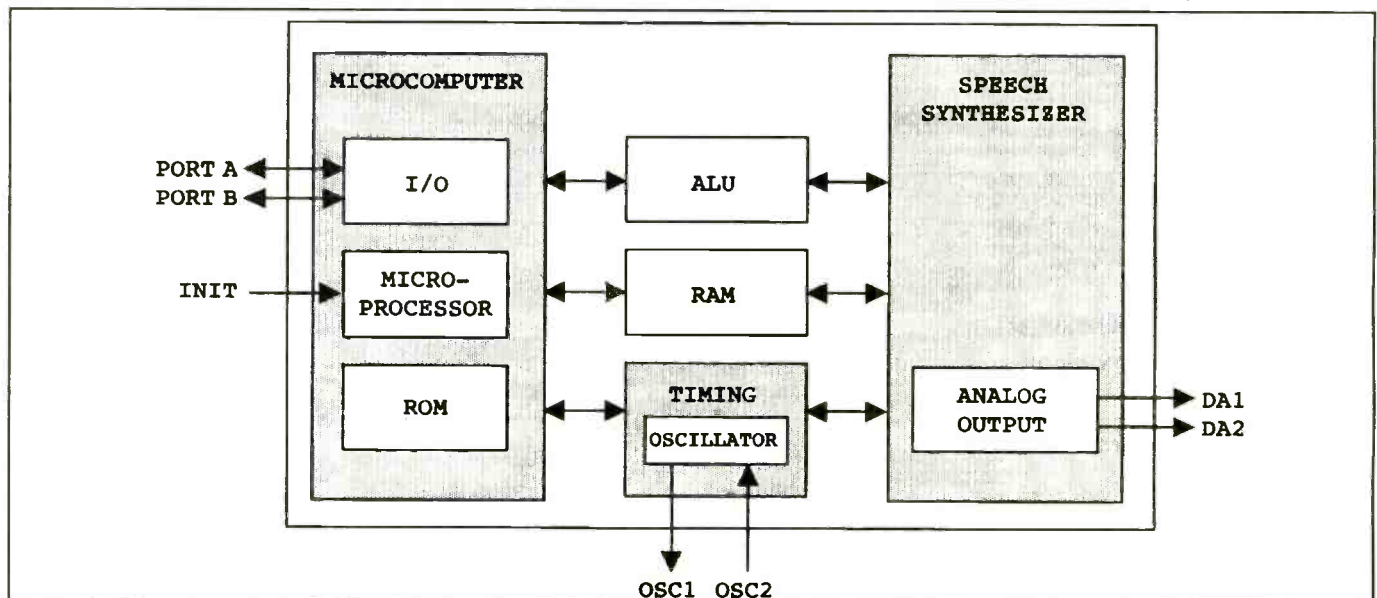 MICROCOMPUTER
SPEECH
SYNTHESIZER
PORT A
PORT B
I/O
ALU
INIT
MICRO-
PROCESSOR
RAM
ROM
TIMING
OSCILLATOR
ANALOG
OUTPUT
DA1
DA2
OSC1 OSC2